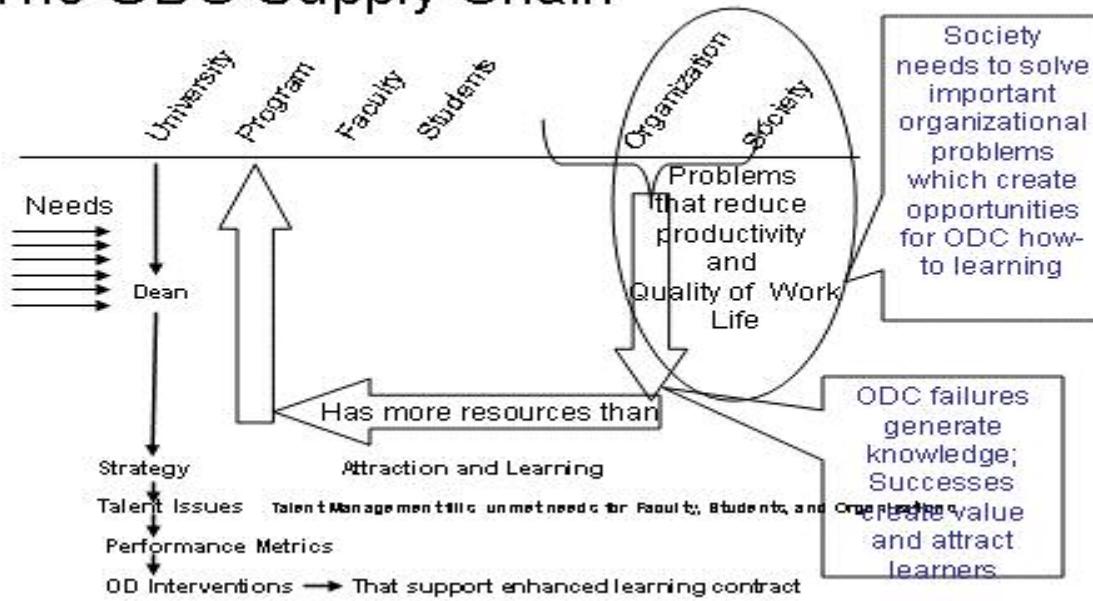 The ODC Supply Chain
University
Program
Faculty
Students
Organization
Society
Needs
Dean
Problems
that reduce
productivity
and
Quality of Work
Life
Society
needs to solve
important
organizational
problems
which create
opportunities
for ODC how-
to learning
Has more resources than
ODC failures
generate
knowledge;
Successes
create value
and attract
learners
Strategy
Attraction and Learning
Talent Issues
Talent Management fills unmet needs for Faculty, Students, and Organizations
Performance Metrics
OD Interventions
That support enhanced learning contract